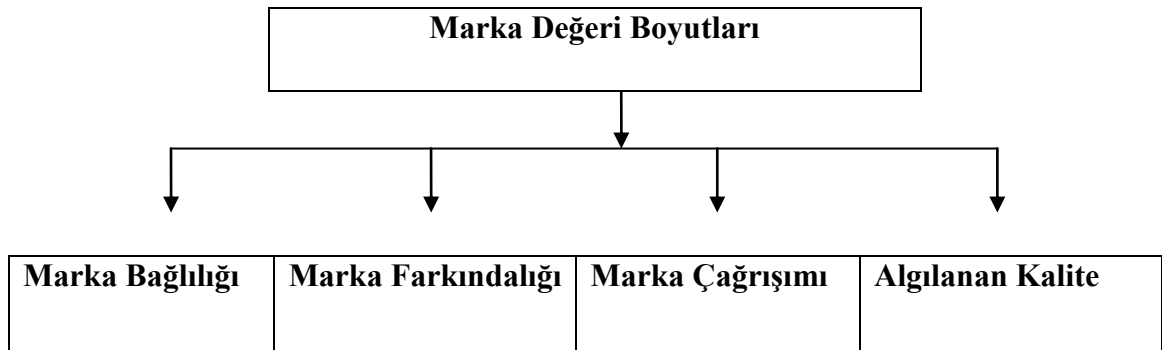 Marka Değeri Boyutları
Marka Bağlılığı
Marka Farkındalığı
Marka Çağrışımı
Algılanan Kalite